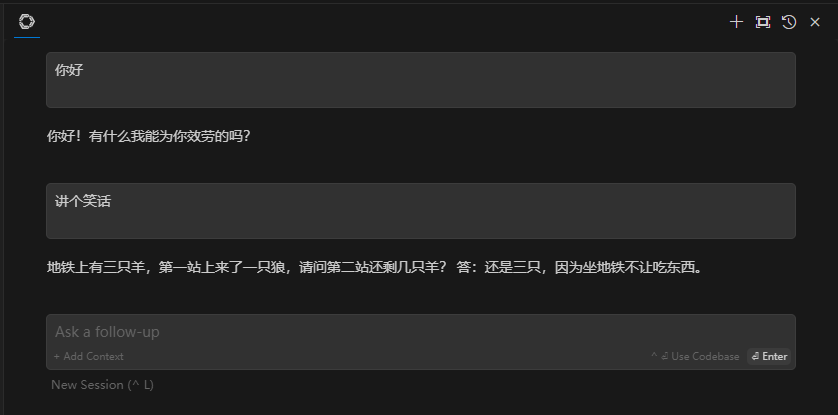 你好
你好！有什么我能为你效劳的吗？
讲个笑话
地铁上有三只羊，第一站上来了一只狼，请问第二站还剩几只羊？ 答：还是三只，因为坐地铁不让吃东西。
Ask a follow-up
+ Add Context
^ ⏎ Use Codebase
⏎ Enter
New Session (^ L)